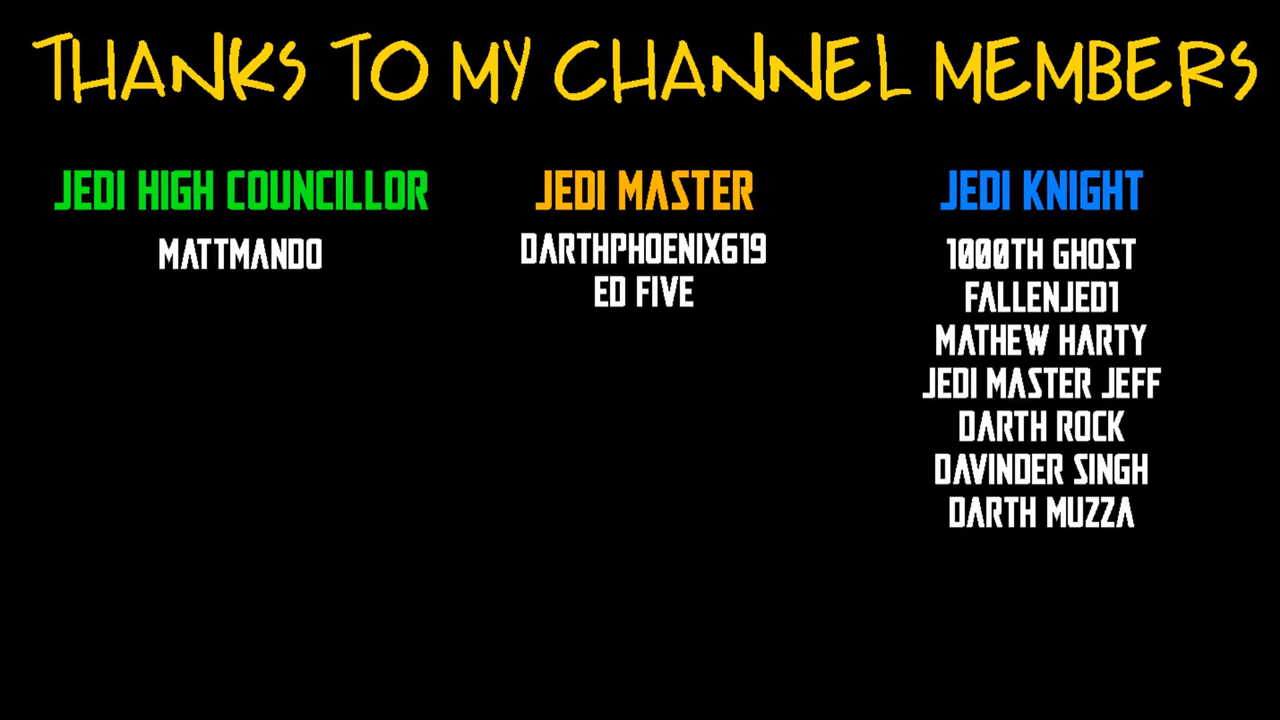 THANKS TO MY CHANNEL MEMBERS
JEDI HIGH COUNCILLOR
MATTMANDO
JEDI MASTER
DARTHPHOENIX619
ED FIVE
JEDI KNIGHT
1000TH GHOST
FALLENJED1
MATHEW HARTY
JEDI MASTER JEFF
DARTH ROCK
DAVINDER SINGH
DARTH MUZZA